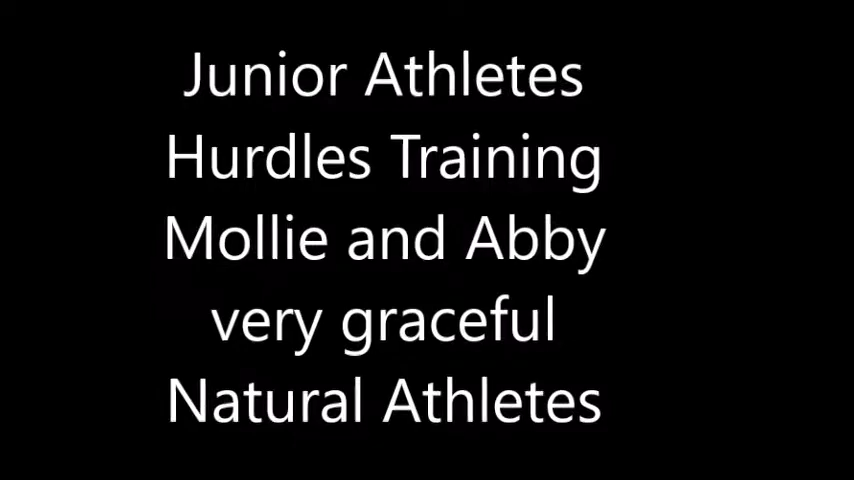 Junior Athletes
Hurdles Training
Mollie and Abby
very graceful
Natural Athletes